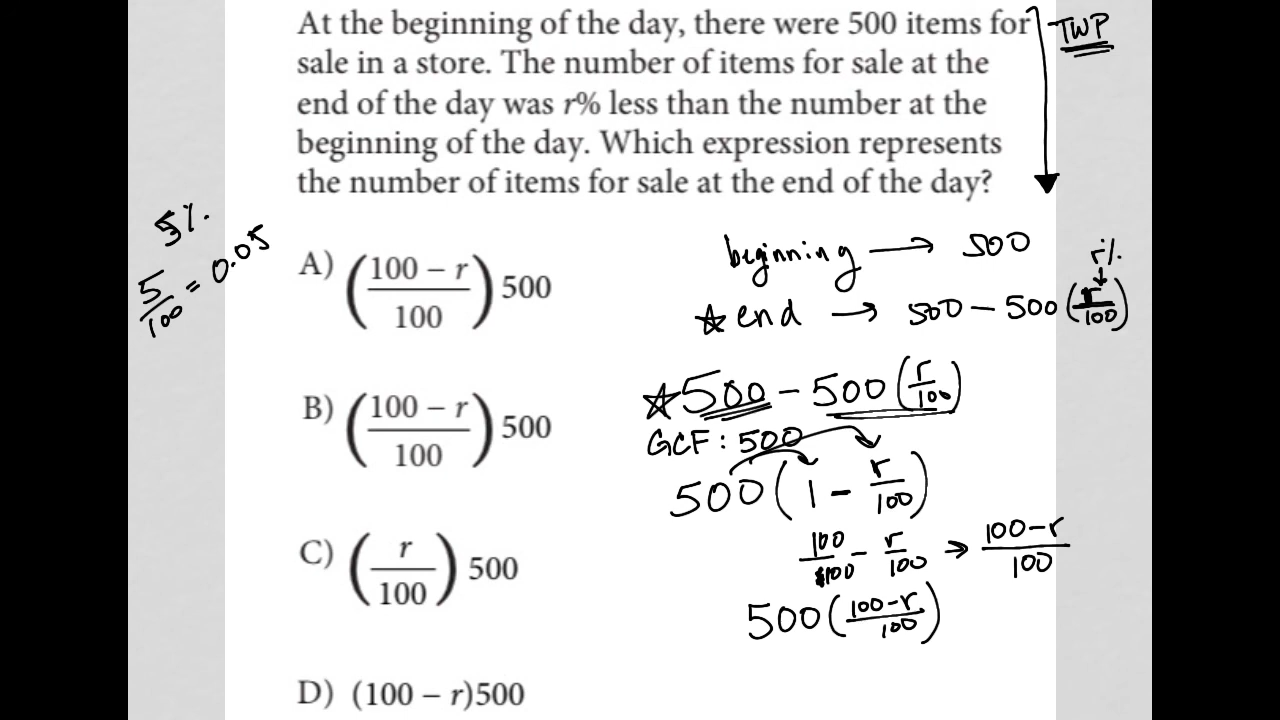 At the beginning of the day, there were 500 items for
sale in a store. The number of items for sale at the
end of the day was r% less than the number at the
beginning of the day. Which expression represents
the number of items for sale at the end of the day?
TWP
5%
5/100 = 0.05
A) ((100 − r)/100) 500
B) ((100 − r)/100) 500
C) (r/100) 500
D) (100 − r)500
beginning → 500
r%
↓
☆ end → 500 − 500 (r/100)
☆ 500 − 500 (r/100)
GCF: 500
500 (1 − r/100)
100/100 − r/100 → (100−r)/100
500 ((100−r)/100)